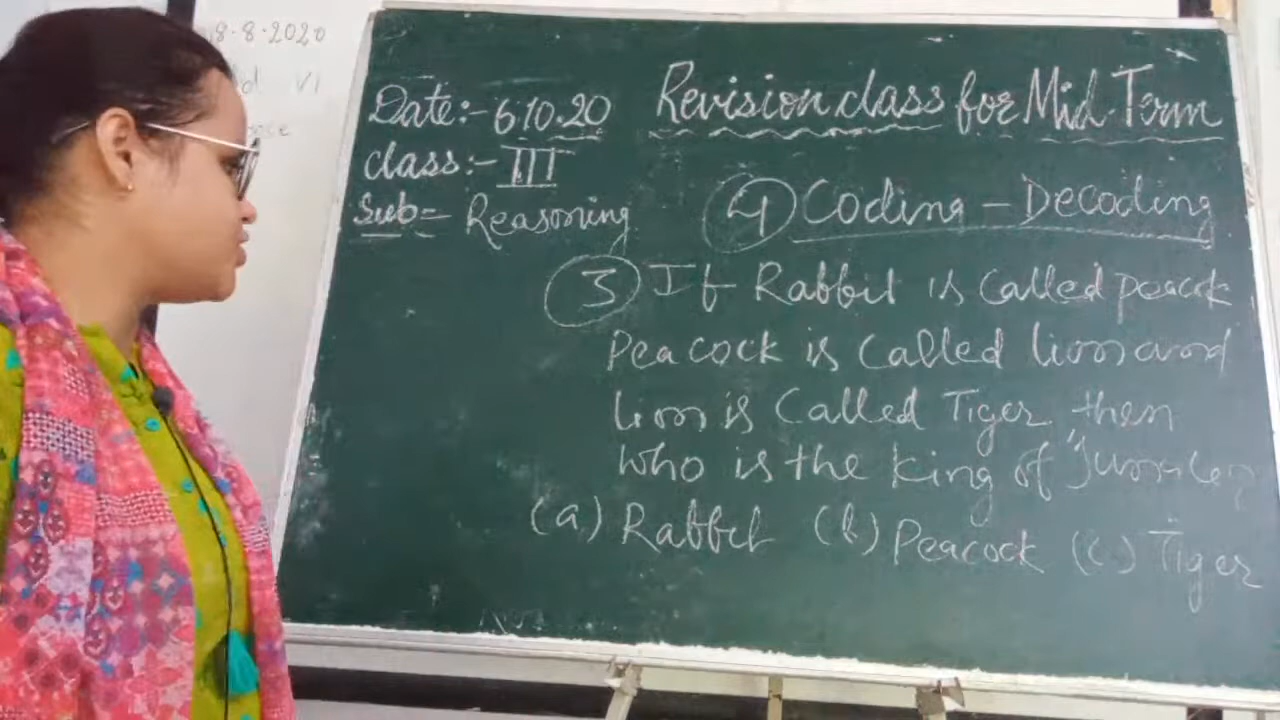 18.8.2020
VI
Date:- 6.10.20
Revision class for Mid-Term
class:- III
Sub:- Reasoning
4 Coding - Decoding
3 If Rabbit is called peacock
Peacock is called lion and
lion is called Tiger, then
who is the king of
(a) Rabbit (b) Peacock (c) Tiger